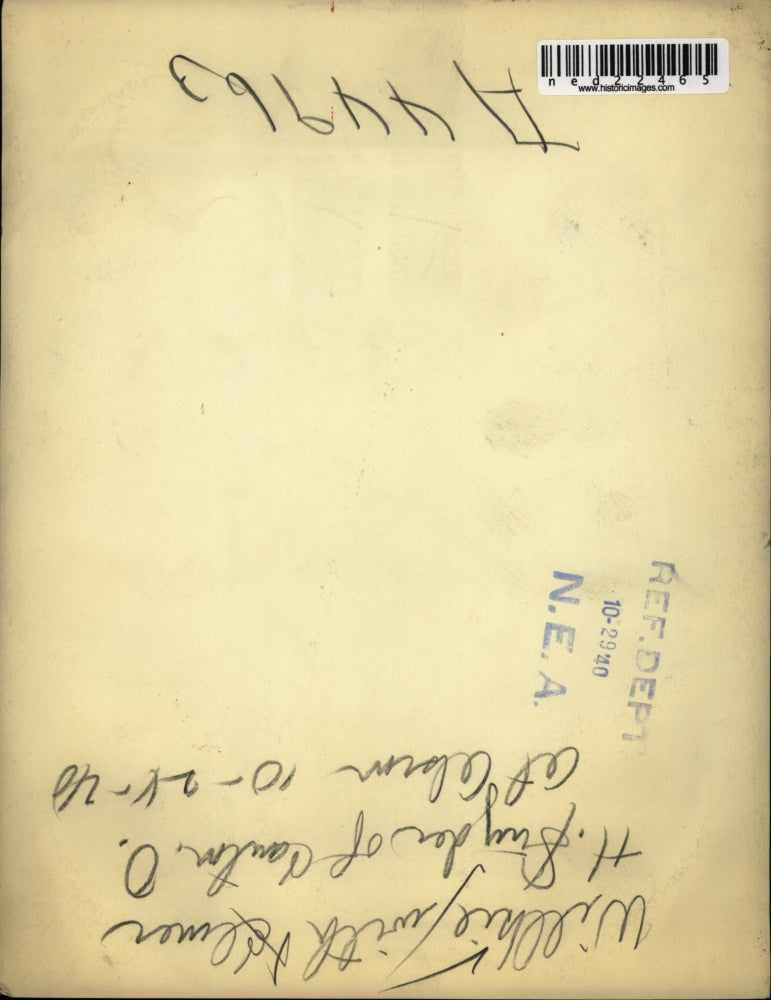 ned22465
www.historicimages.com
Willkie / with Elmer
H. Snyder of Canton, O.
At Akron 10-24-40
REF. DEPT
10-29 40
N.E.A.